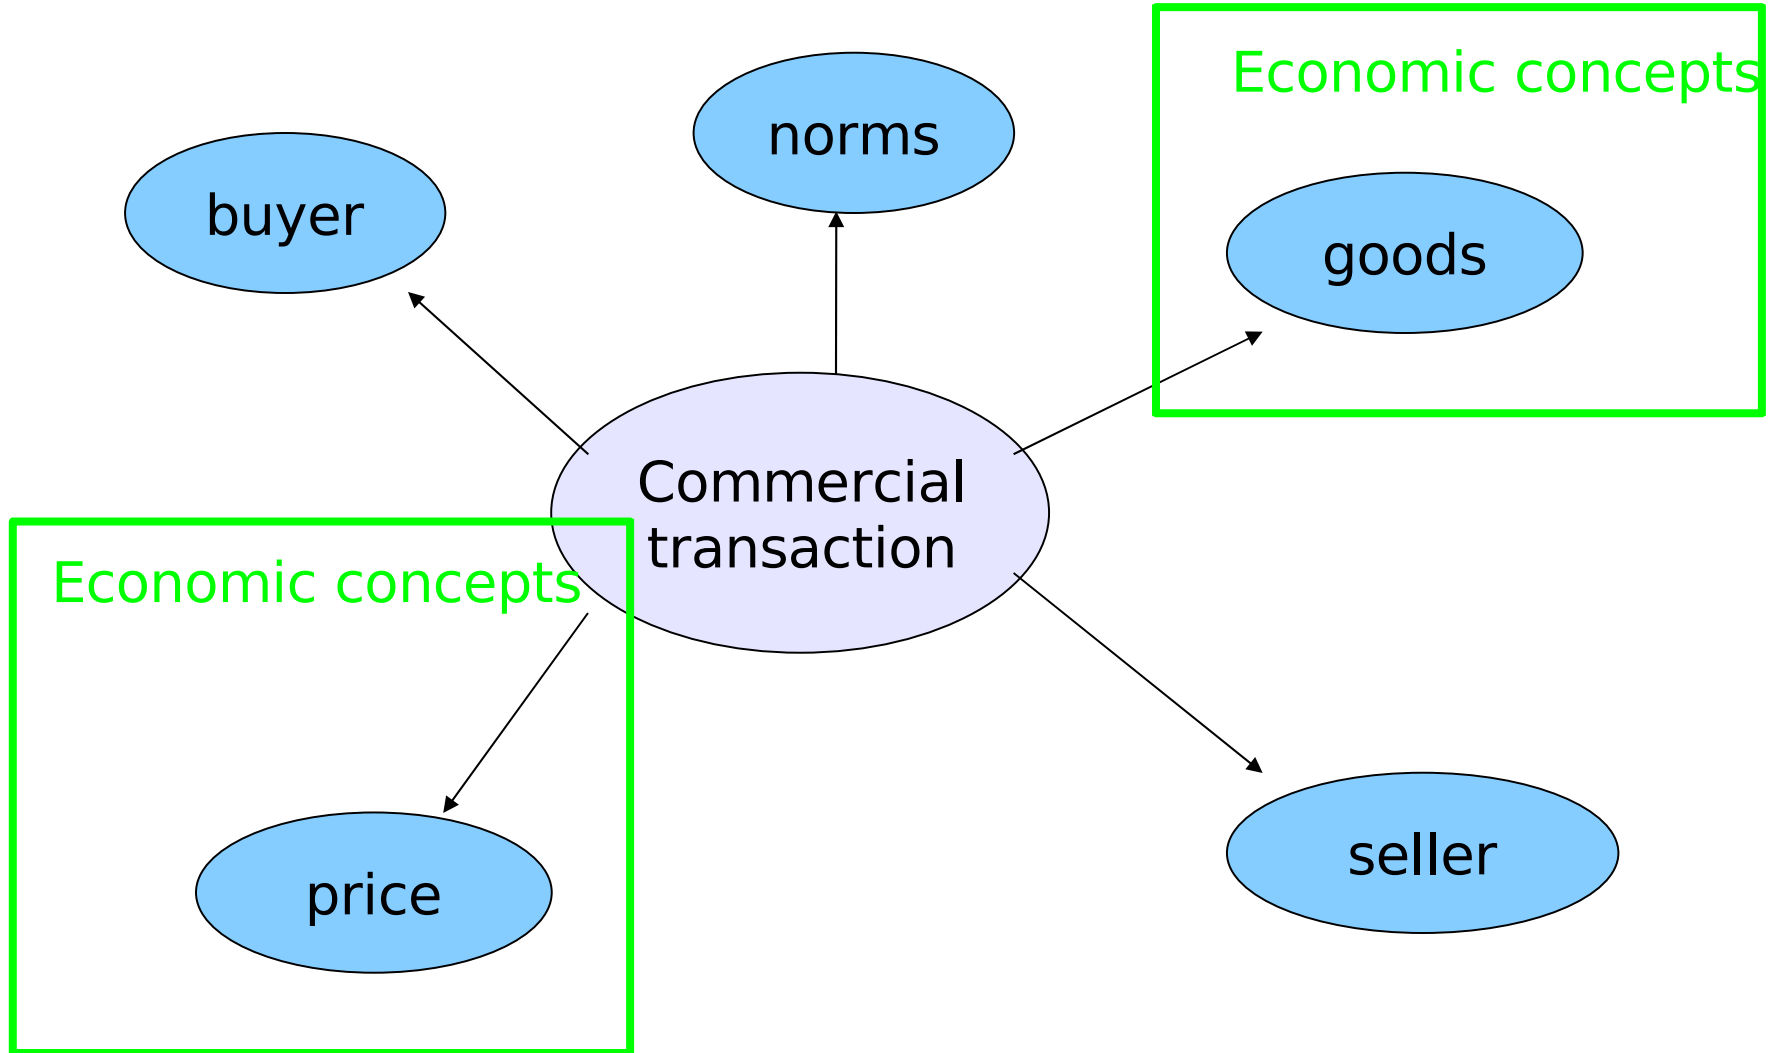 Economic concepts
norms
buyer
goods
Commercial
transaction
Economic concepts
seller
price